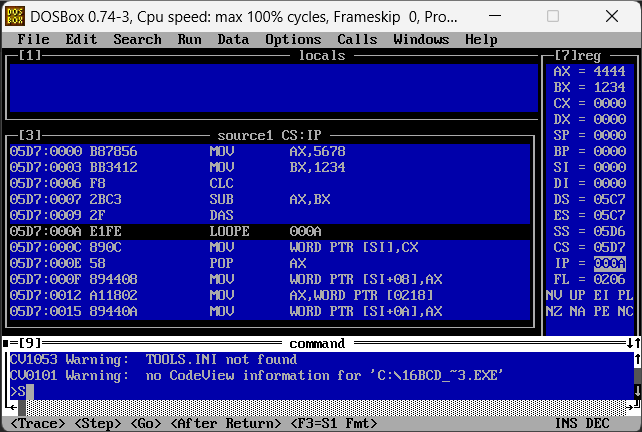 DOSBox 0.74-3, Cpu speed: max 100% cycles, Frameskip 0, Pro...
File Edit Search Run Data Options Calls Windows Help
[1] locals
[3] source1 CS:IP
05D7:0000 B87856 MOV AX,5678
05D7:0003 BB3412 MOV BX,1234
05D7:0006 F8 CLC
05D7:0007 2BC3 SUB AX,BX
05D7:0009 2F DAS
05D7:000A E1FE LOOPE 000A
05D7:000C 890C MOV WORD PTR [SI],CX
05D7:000E 58 POP AX
05D7:000F 894408 MOV WORD PTR [SI+08],AX
05D7:0012 A11802 MOV AX,WORD PTR [0218]
05D7:0015 89440A MOV WORD PTR [SI+0A],AX
[7]reg
AX = 4444
BX = 1234
CX = 0000
DX = 0000
SP = 0000
BP = 0000
SI = 0000
DI = 0000
DS = 05C7
ES = 05C7
SS = 05D6
CS = 05D7
IP = 000A
FL = 0206
NV UP EI PL
NZ NA PE NC
[9] command
CV1053 Warning: TOOLS.INI not found
CV0101 Warning: no CodeView information for 'C:\16BCD_~3.EXE'
>S
<Trace> <Step> <Go> <After Return> <F3=S1 Fmt> INS DEC